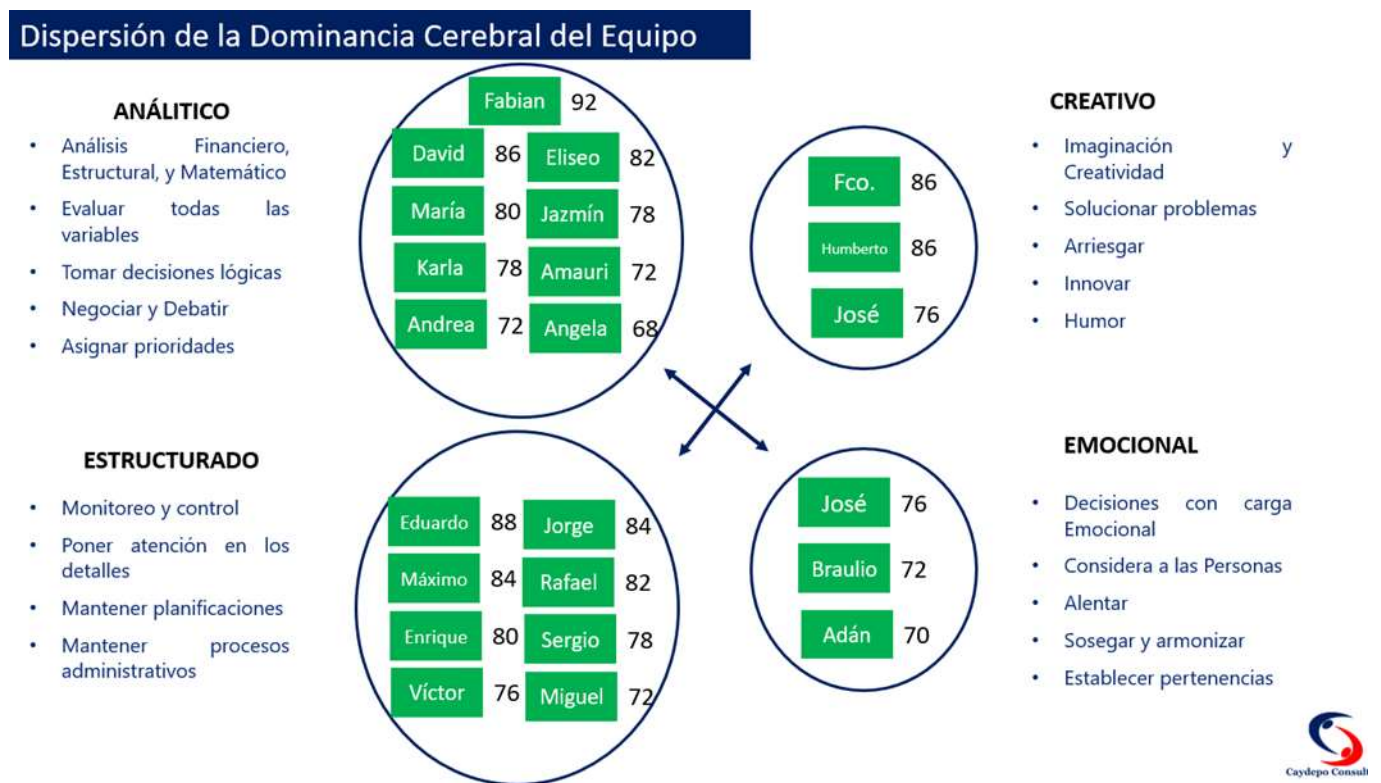 Dispersión de la Dominancia Cerebral del Equipo
ANÁLITICO
• Análisis Financiero,
Estructural, y Matemático
• Evaluar todas las
variables
• Tomar decisiones lógicas
• Negociar y Debatir
• Asignar prioridades
Fabian 92
David 86 Eliseo 82
María 80 Jazmín 78
Karla 78 Amauri 72
Andrea 72 Angela 68
CREATIVO
• Imaginación y
Creatividad
• Solucionar problemas
• Arriesgar
• Innovar
• Humor
Fco. 86
Humberto 86
José 76
ESTRUCTURADO
• Monitoreo y control
• Poner atención en los
detalles
• Mantener planificaciones
• Mantener procesos
administrativos
Eduardo 88 Jorge 84
Máximo 84 Rafael 82
Enrique 80 Sergio 78
Víctor 76 Miguel 72
EMOCIONAL
• Decisiones con carga
Emocional
• Considera a las Personas
• Alentar
• Sosegar y armonizar
• Establecer pertenencias
José 76
Braulio 72
Adán 70
Caydepo Consult